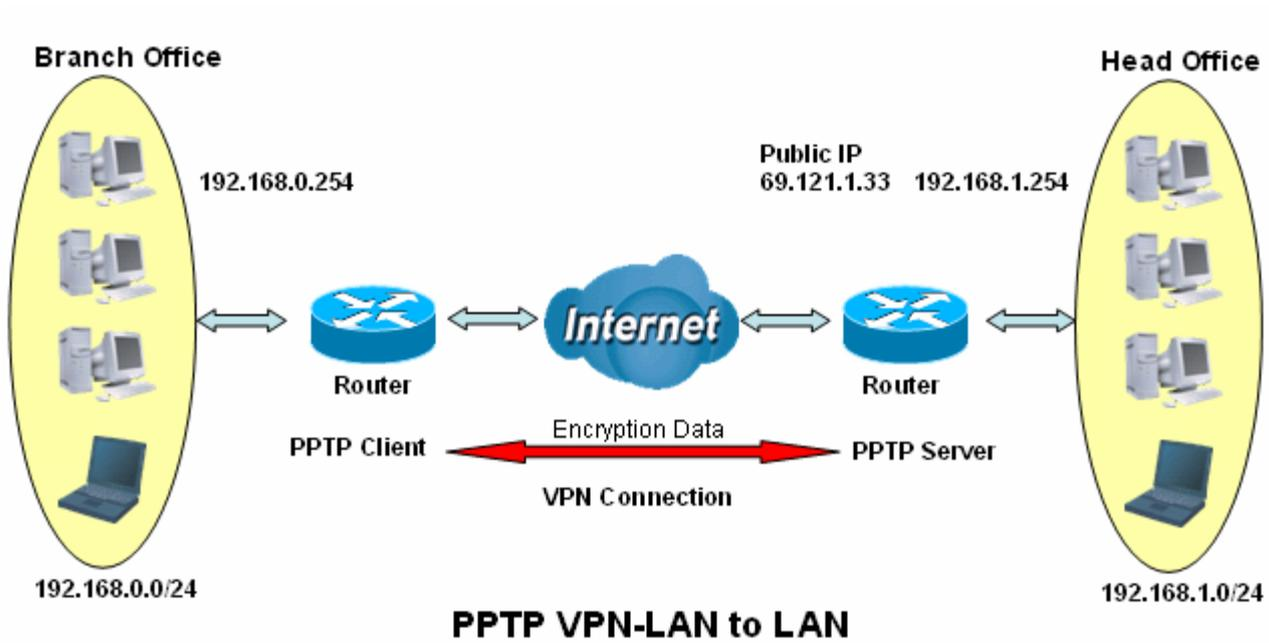 Branch Office
Head Office
Public IP
192.168.0.254
69.121.1.33 192.168.1.254
Internet
Router
Router
Encryption Data
PPTP Client
PPTP Server
VPN Connection
192.168.0.0/24
192.168.1.0/24
PPTP VPN-LAN to LAN